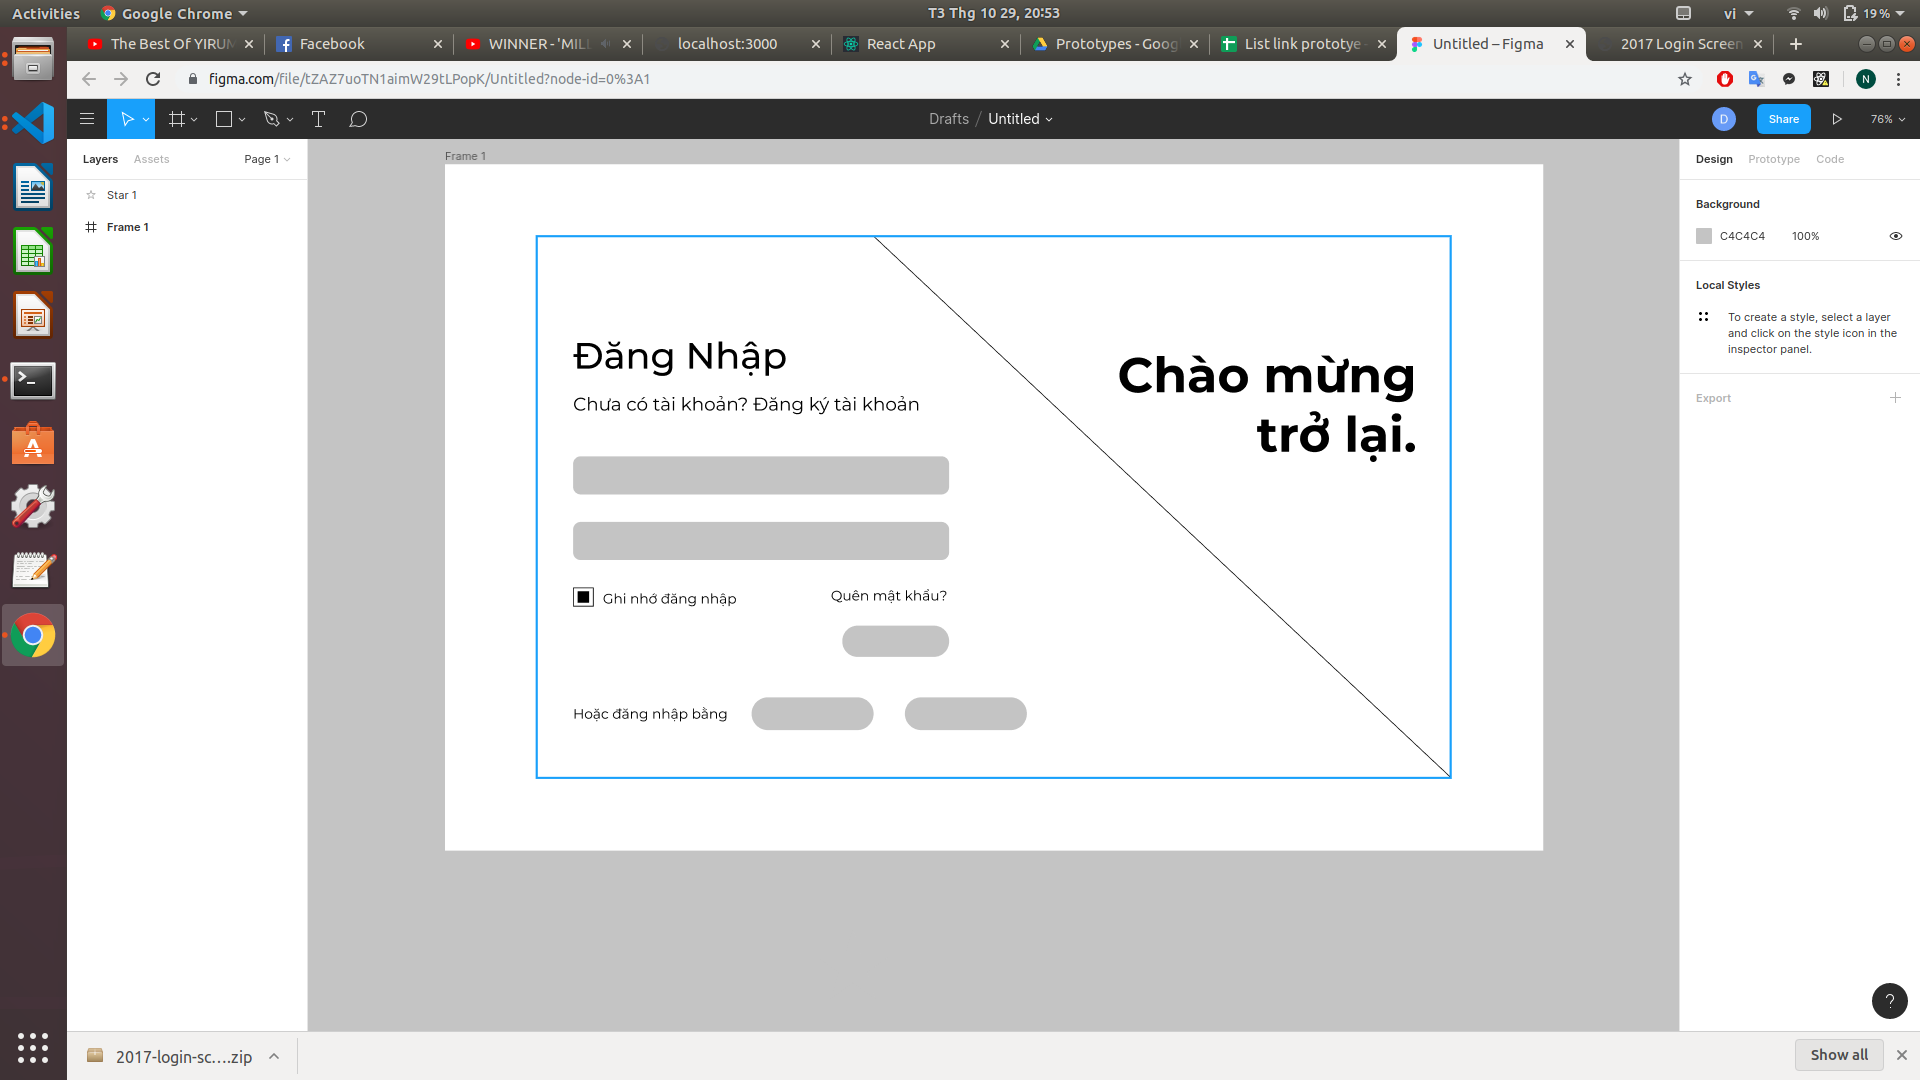 Activities
Google Chrome
T3 Thg 10 29, 20:53
vi
19 %
The Best Of YIRUM
Facebook
WINNER - 'MILL
localhost:3000
React App
Prototypes - Goog
List link prototye -
Untitled – Figma
2017 Login Screen
figma.com/file/tZAZ7uoTN1aimW29tLPopK/Untitled?node-id=0%3A1
N
Drafts / Untitled
D
Share
76%
Layers
Assets
Page 1
Star 1
Frame 1
Frame 1
Đăng Nhập
Chưa có tài khoản? Đăng ký tài khoản
Ghi nhớ đăng nhập
Quên mật khẩu?
Hoặc đăng nhập bằng
Chào mừng
trở lại.
Design
Prototype
Code
Background
C4C4C4
100%
Local Styles
To create a style, select a layer
and click on the style icon in the
inspector panel.
Export
?
2017-login-sc....zip
Show all